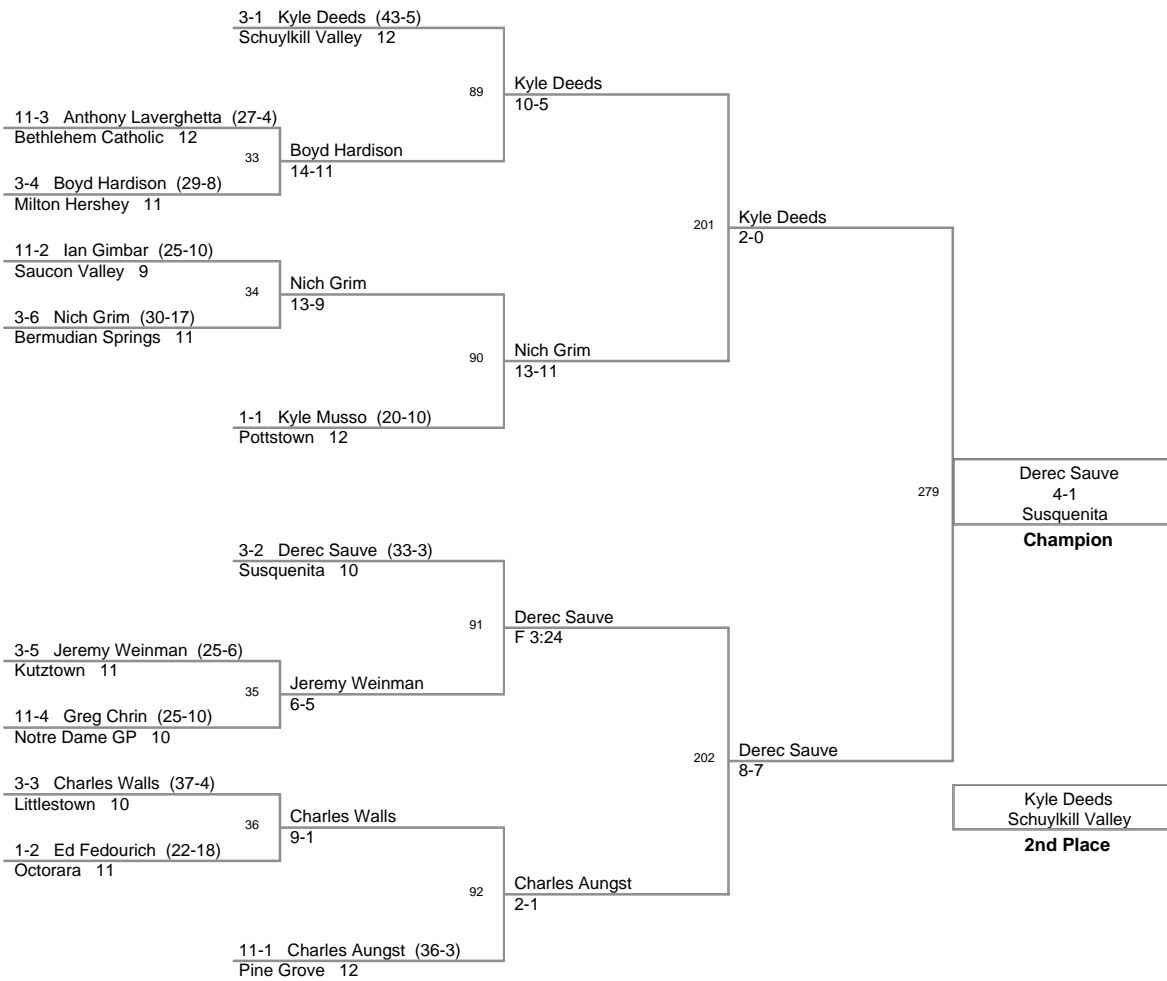 3-1 Kyle Deeds (43-5)
Schuylkill Valley 12
89
Kyle Deeds
10-5
11-3 Anthony Laverghetta (27-4)
Bethlehem Catholic 12
33
Boyd Hardison
14-11
3-4 Boyd Hardison (29-8)
Milton Hershey 11
201
Kyle Deeds
2-0
11-2 Ian Gimbar (25-10)
Saucon Valley 9
34
Nich Grim
13-9
3-6 Nich Grim (30-17)
Bermudian Springs 11
90
Nich Grim
13-11
1-1 Kyle Musso (20-10)
Pottstown 12
279
Derec Sauve
4-1
Susquenita
Champion
3-2 Derec Sauve (33-3)
Susquenita 10
91
Derec Sauve
F 3:24
3-5 Jeremy Weinman (25-6)
Kutztown 11
35
Jeremy Weinman
6-5
11-4 Greg Chrin (25-10)
Notre Dame GP 10
202
Derec Sauve
8-7
3-3 Charles Walls (37-4)
Littlestown 10
36
Charles Walls
9-1
1-2 Ed Fedourich (22-18)
Octorara 11
92
Charles Aungst
2-1
11-1 Charles Aungst (36-3)
Pine Grove 12
Kyle Deeds
Schuylkill Valley
2nd Place